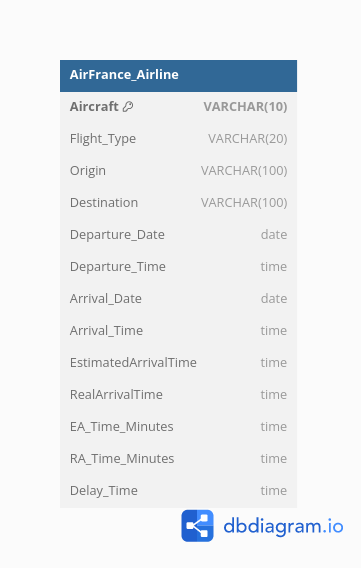 AirFrance_Airline
Aircraft VARCHAR(10)
Flight_Type VARCHAR(20)
Origin VARCHAR(100)
Destination VARCHAR(100)
Departure_Date date
Departure_Time time
Arrival_Date date
Arrival_Time time
EstimatedArrivalTime time
RealArrivalTime time
EA_Time_Minutes time
RA_Time_Minutes time
Delay_Time time
dbdiagram.io